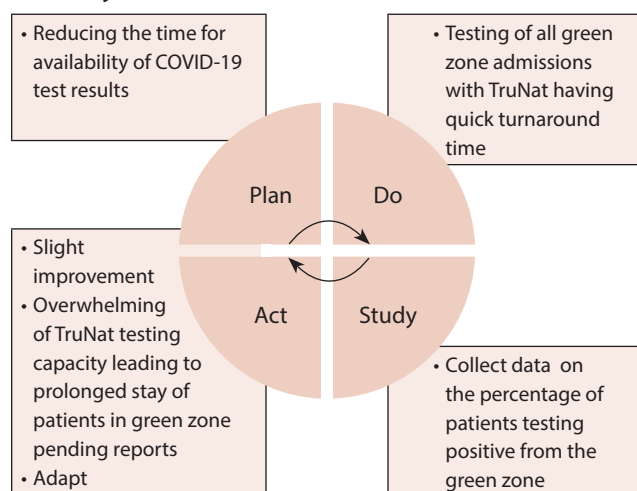 • Reducing the time for
availability of COVID-19
test results
• Testing of all green
zone admissions
with TruNat having
quick turnaround
time
Plan
Do
• Slight
improvement
• Overwhelming
of TruNat testing
capacity leading to
prolonged stay of
patients in green zone
pending reports
• Adapt
Act
Study
• Collect data on
the percentage of
patients testing
positive from the
green zone